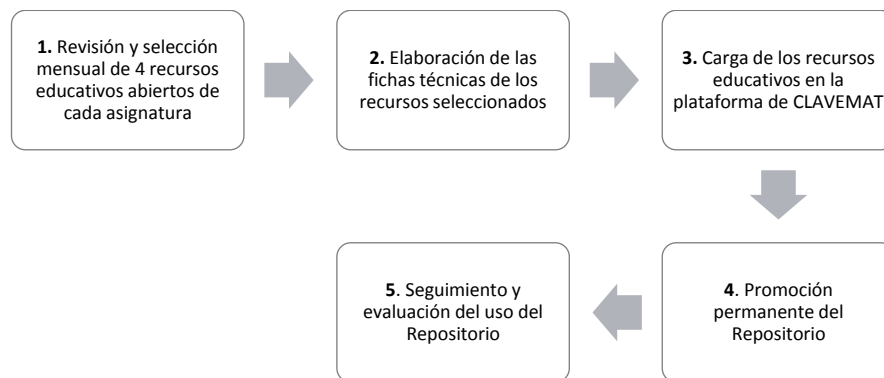 1. Revisión y selección
mensual de 4 recursos
educativos abiertos de
cada asignatura
2. Elaboración de las
fichas técnicas de los
recursos seleccionados
3. Carga de los recursos
educativos en la
plataforma de CLAVEMAT
4. Promoción
permanente del
Repositorio
5. Seguimiento y
evaluación del uso del
Repositorio